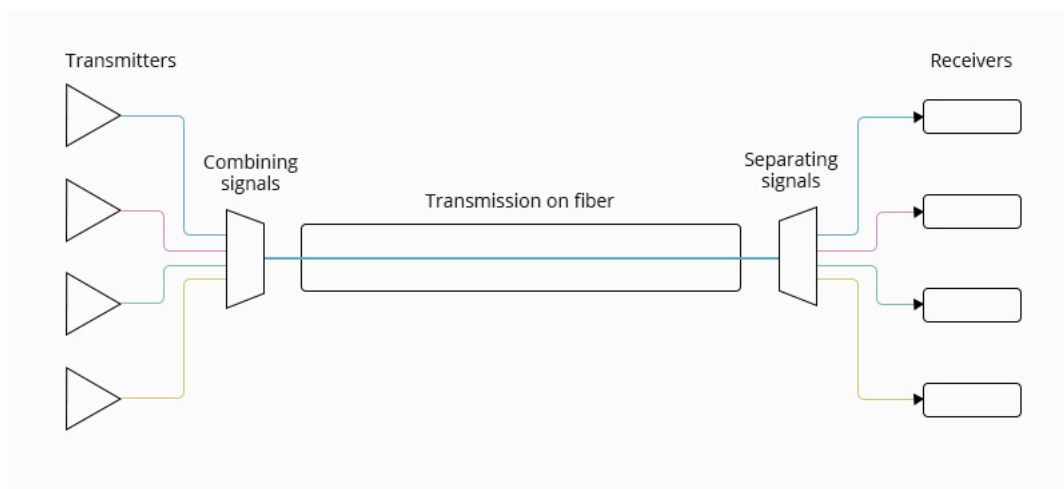 Transmitters
Receivers
Combining
signals
Separating
signals
Transmission on fiber